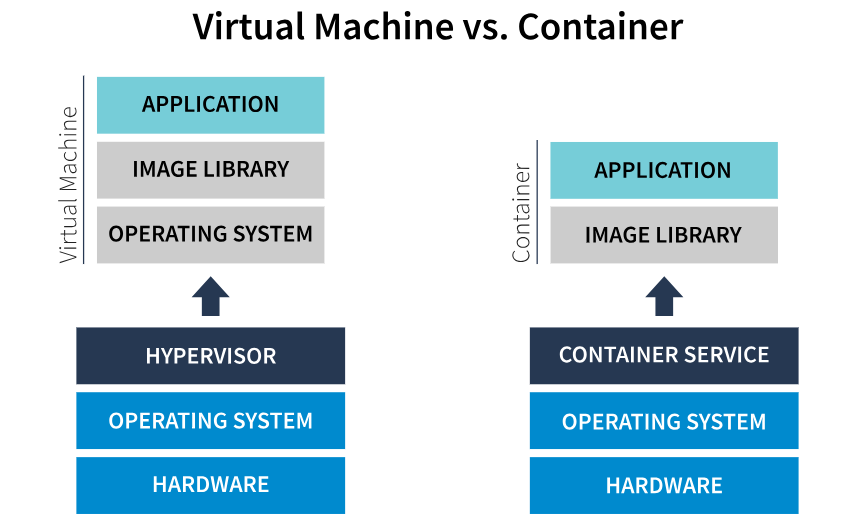 Virtual Machine vs. Container
Virtual Machine
APPLICATION
IMAGE LIBRARY
OPERATING SYSTEM
HYPERVISOR
OPERATING SYSTEM
HARDWARE
Container
APPLICATION
IMAGE LIBRARY
CONTAINER SERVICE
OPERATING SYSTEM
HARDWARE